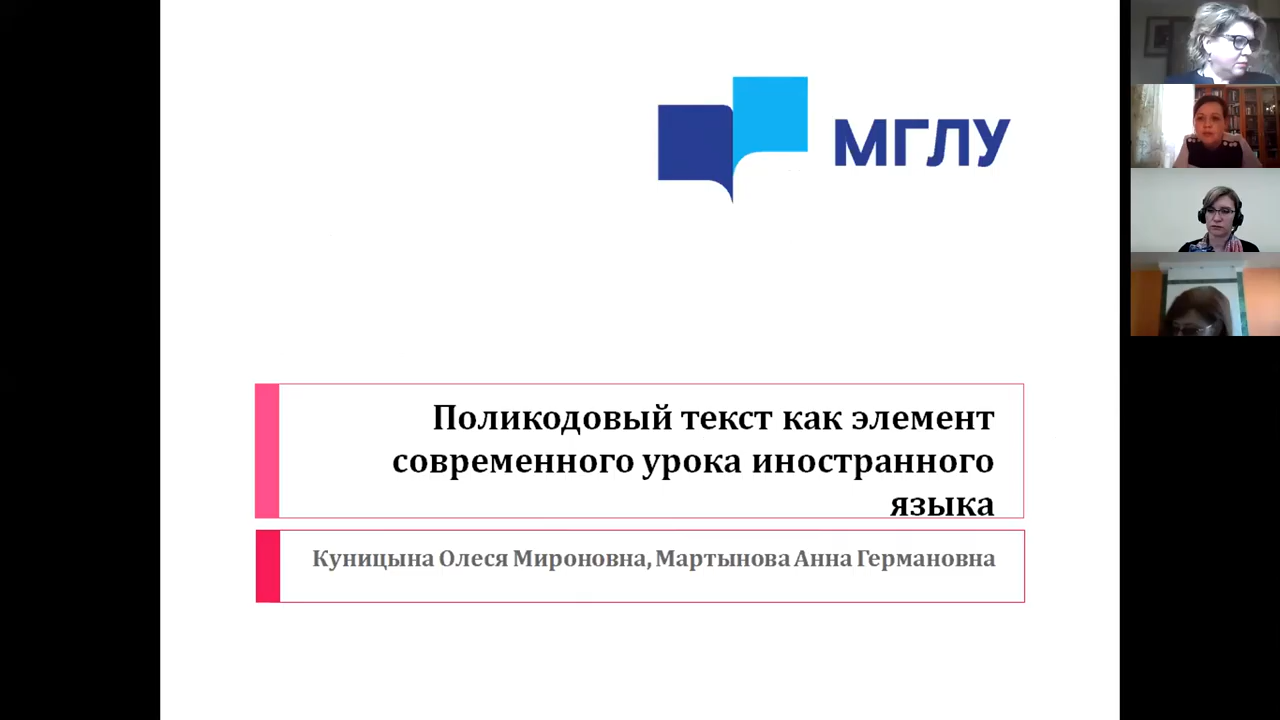 МГЛУ
Поликодовый текст как элемент
современного урока иностранного
языка
Куницына Олеся Мироновна, Мартынова Анна Германовна